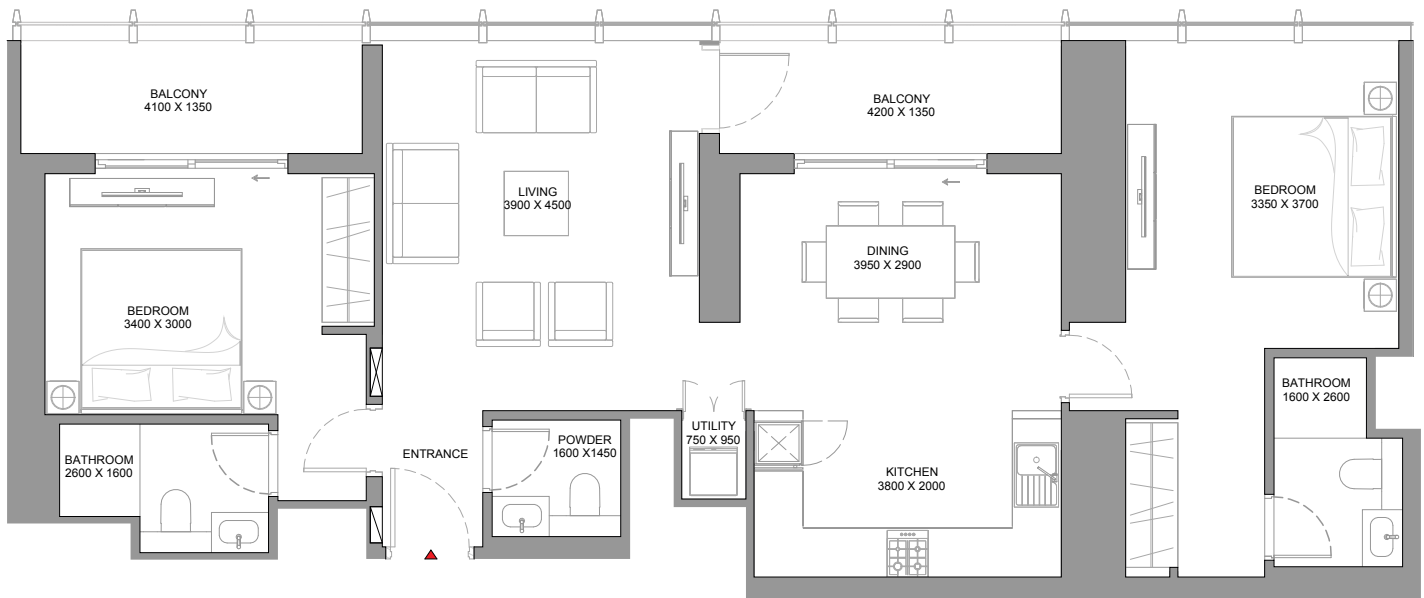 BALCONY
4100 X 1350
BALCONY
4200 X 1350
LIVING
3900 X 4500
BEDROOM
3350 X 3700
DINING
3950 X 2900
BEDROOM
3400 X 3000
BATHROOM
1600 X 2600
UTILITY
750 X 950
POWDER
1600 X1450
ENTRANCE
BATHROOM
2600 X 1600
KITCHEN
3800 X 2000